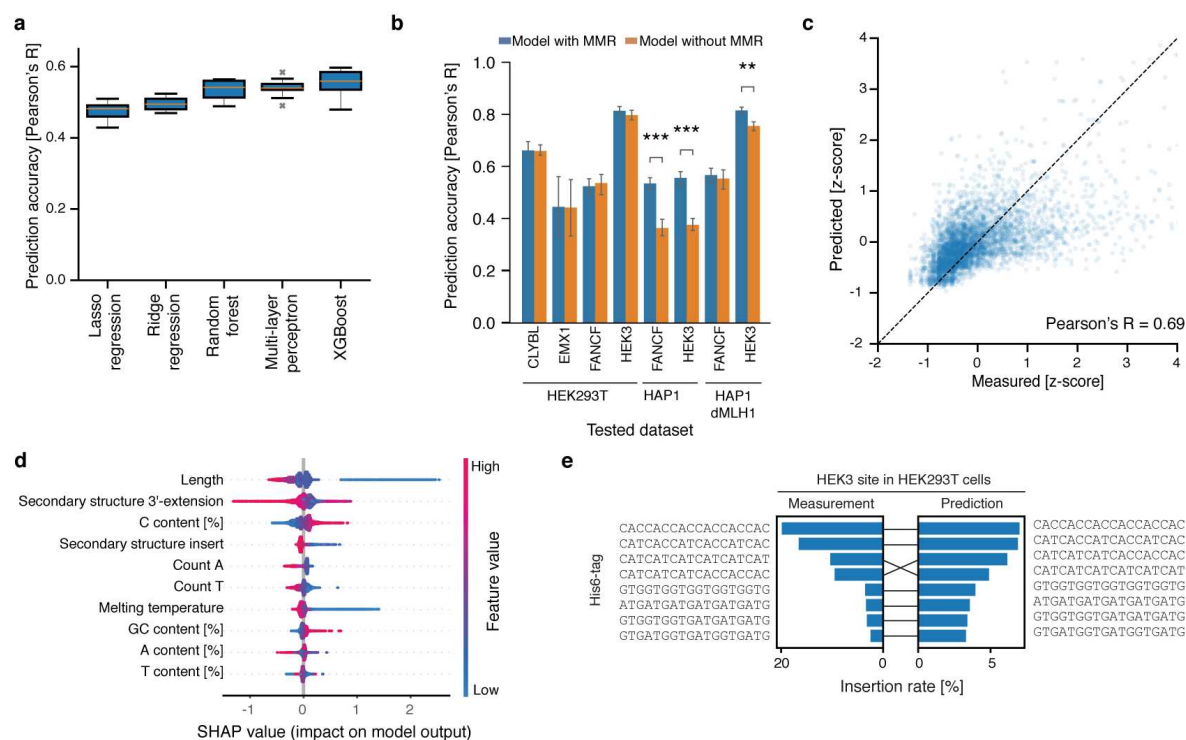 a
Prediction accuracy [Pearson's R]
0.6
0.4
0.2
0.0
Lasso
regression
Ridge
regression
Random
forest
Multi-layer
perceptron
XGBoost
b
Model with MMR
Model without MMR
Prediction accuracy [Pearson's R]
1.0
0.8
0.6
0.4
0.2
0.0
***
***
**
CLYBL
EMX1
FANCF
HEK3
FANCF
HEK3
FANCF
HEK3
HEK293T
HAP1
HAP1
dMLH1
Tested dataset
c
Predicted [z-score]
4
3
2
1
0
-1
-2
Pearson's R = 0.69
-2
-1
0
1
2
3
4
Measured [z-score]
d
Length
Secondary structure 3'-extension
C content [%]
Secondary structure insert
Count A
Count T
Melting temperature
GC content [%]
A content [%]
T content [%]
-1
0
1
2
SHAP value (impact on model output)
High
Feature value
Low
e
HEK3 site in HEK293T cells
Measurement
Prediction
His6-tag
CACCACCACCACCACCAC
CATCACCATCACCATCAC
CATCATCATCATCATCAT
CATCATCATCACCACCAC
GTGGTGGTGGTGGTGGTG
ATGATGATGATGATGATG
GTGGTGGTGATGATGATG
GTGATGGTGATGGTGATG
CACCACCACCACCACCAC
CATCACCATCACCATCAC
CATCATCATCACCACCAC
CATCATCATCATCATCAT
GTGGTGGTGGTGGTGGTG
ATGATGATGATGATGATG
GTGGTGGTGATGATGATG
GTGATGGTGATGGTGATG
20
0
0
5
Insertion rate [%]